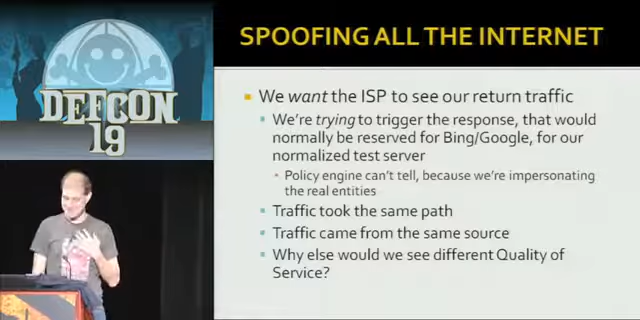 DEFCON
19
SPOOFING ALL THE INTERNET
We want the ISP to see our return traffic
We're trying to trigger the response, that would
normally be reserved for Bing/Google, for our
normalized test server
Policy engine can't tell, because we're impersonating
the real entities
Traffic took the same path
Traffic came from the same source
Why else would we see different Quality of
Service?